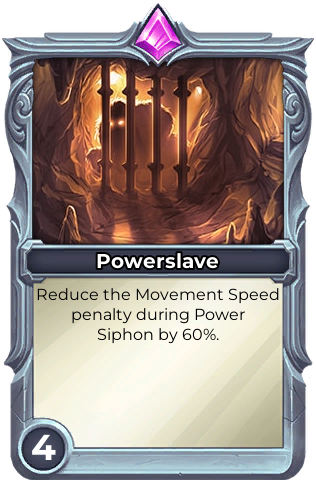 Powerslave
Reduce the Movement Speed
penalty during Power
Siphon by 60%.
4